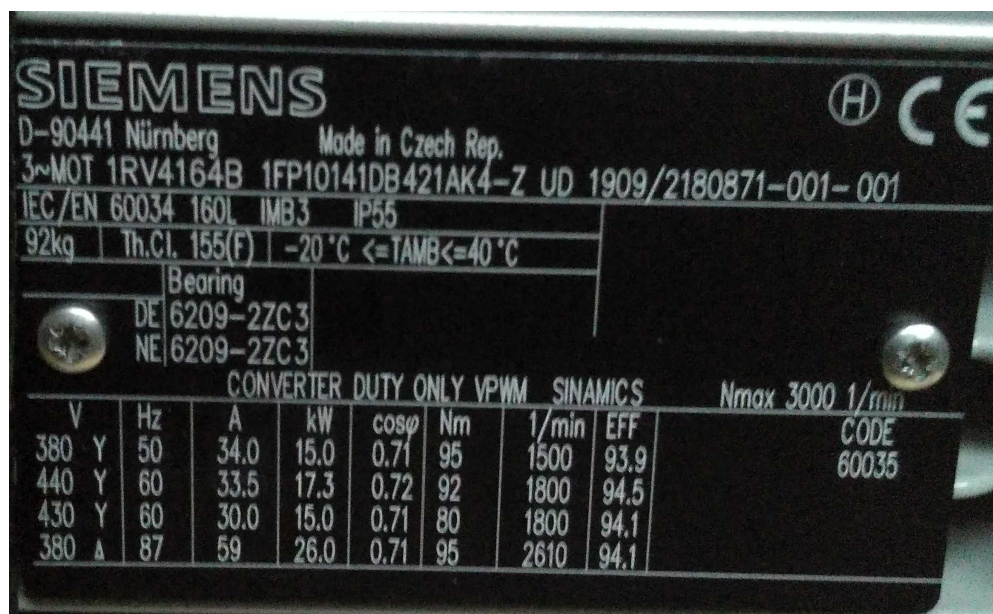 SIEMENS H CE
D-90441 Nürnberg Made in Czech Rep.
3~MOT 1RV4164B 1FP10141DB421AK4-Z UD 1909/2180871-001-001
IEC/EN 60034 160L IMB3 IP55
92kg Th.Cl. 155(F) -20°C <=TAMB<=40°C
Bearing
DE 6209-2ZC3
NE 6209-2ZC3
CONVERTER DUTY ONLY VPWM SINAMICS Nmax 3000 1/min
V Hz A kW cosφ Nm 1/min EFF CODE
380 Y 50 34.0 15.0 0.71 95 1500 93.9 60035
440 Y 60 33.5 17.3 0.72 92 1800 94.5
430 Y 60 30.0 15.0 0.71 80 1800 94.1
380 Δ 87 59 26.0 0.71 95 2610 94.1